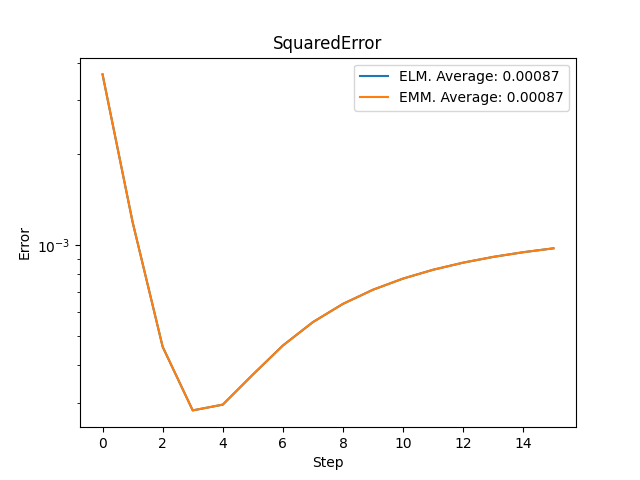 SquaredError
ELM. Average: 0.00087
EMM. Average: 0.00087
Error
10⁻³
0 2 4 6 8 10 12 14
Step